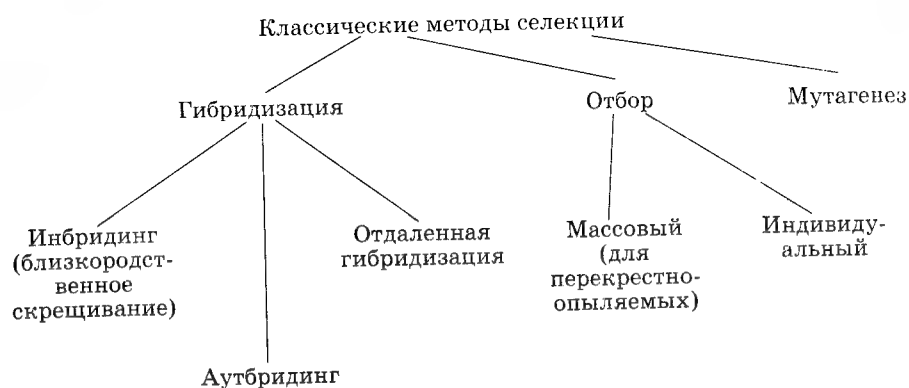 Классические методы селекции
Гибридизация
Отбор
Мутагенез
Инбридинг
(близкородст-
венное
скрещивание)
Аутбридинг
Отдаленная
гибридизация
Массовый
(для
перекрестно-
опыляемых)
Индивиду-
альный